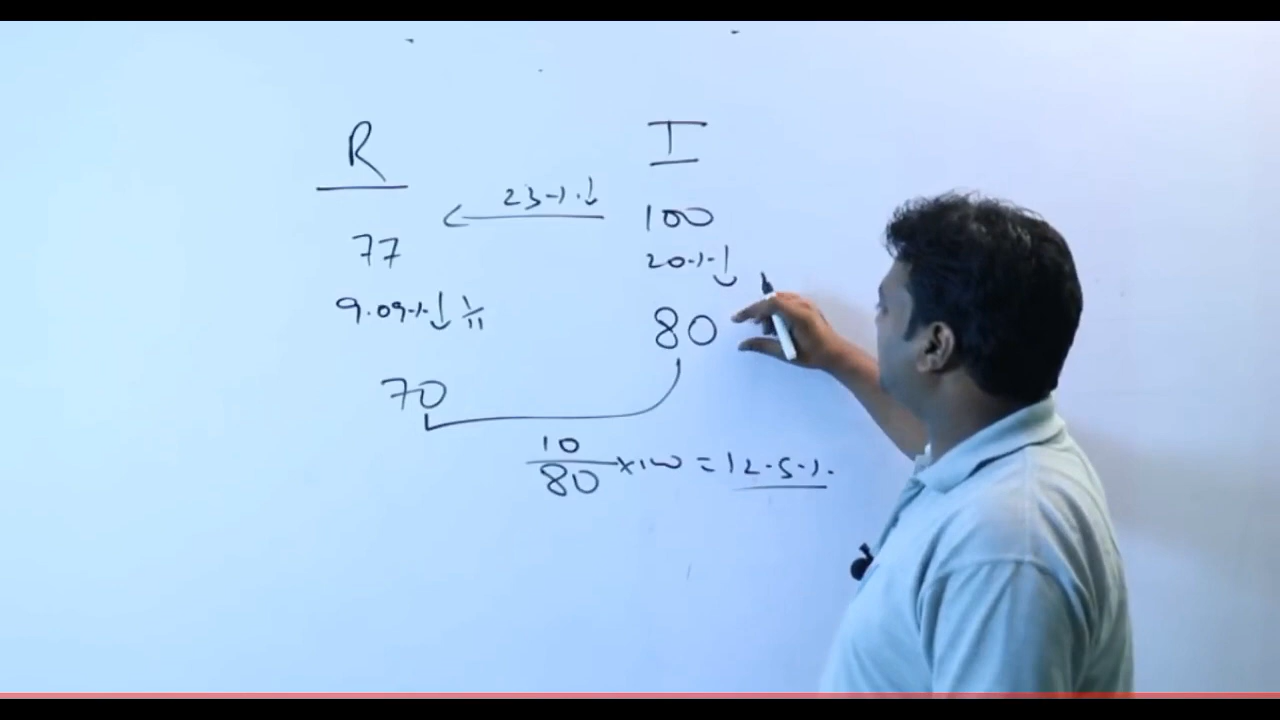 R I
23%↓
77 ← 100
20%↓
9.09%↓ 1/11 80
70
10/80 × 100 = 12.5%